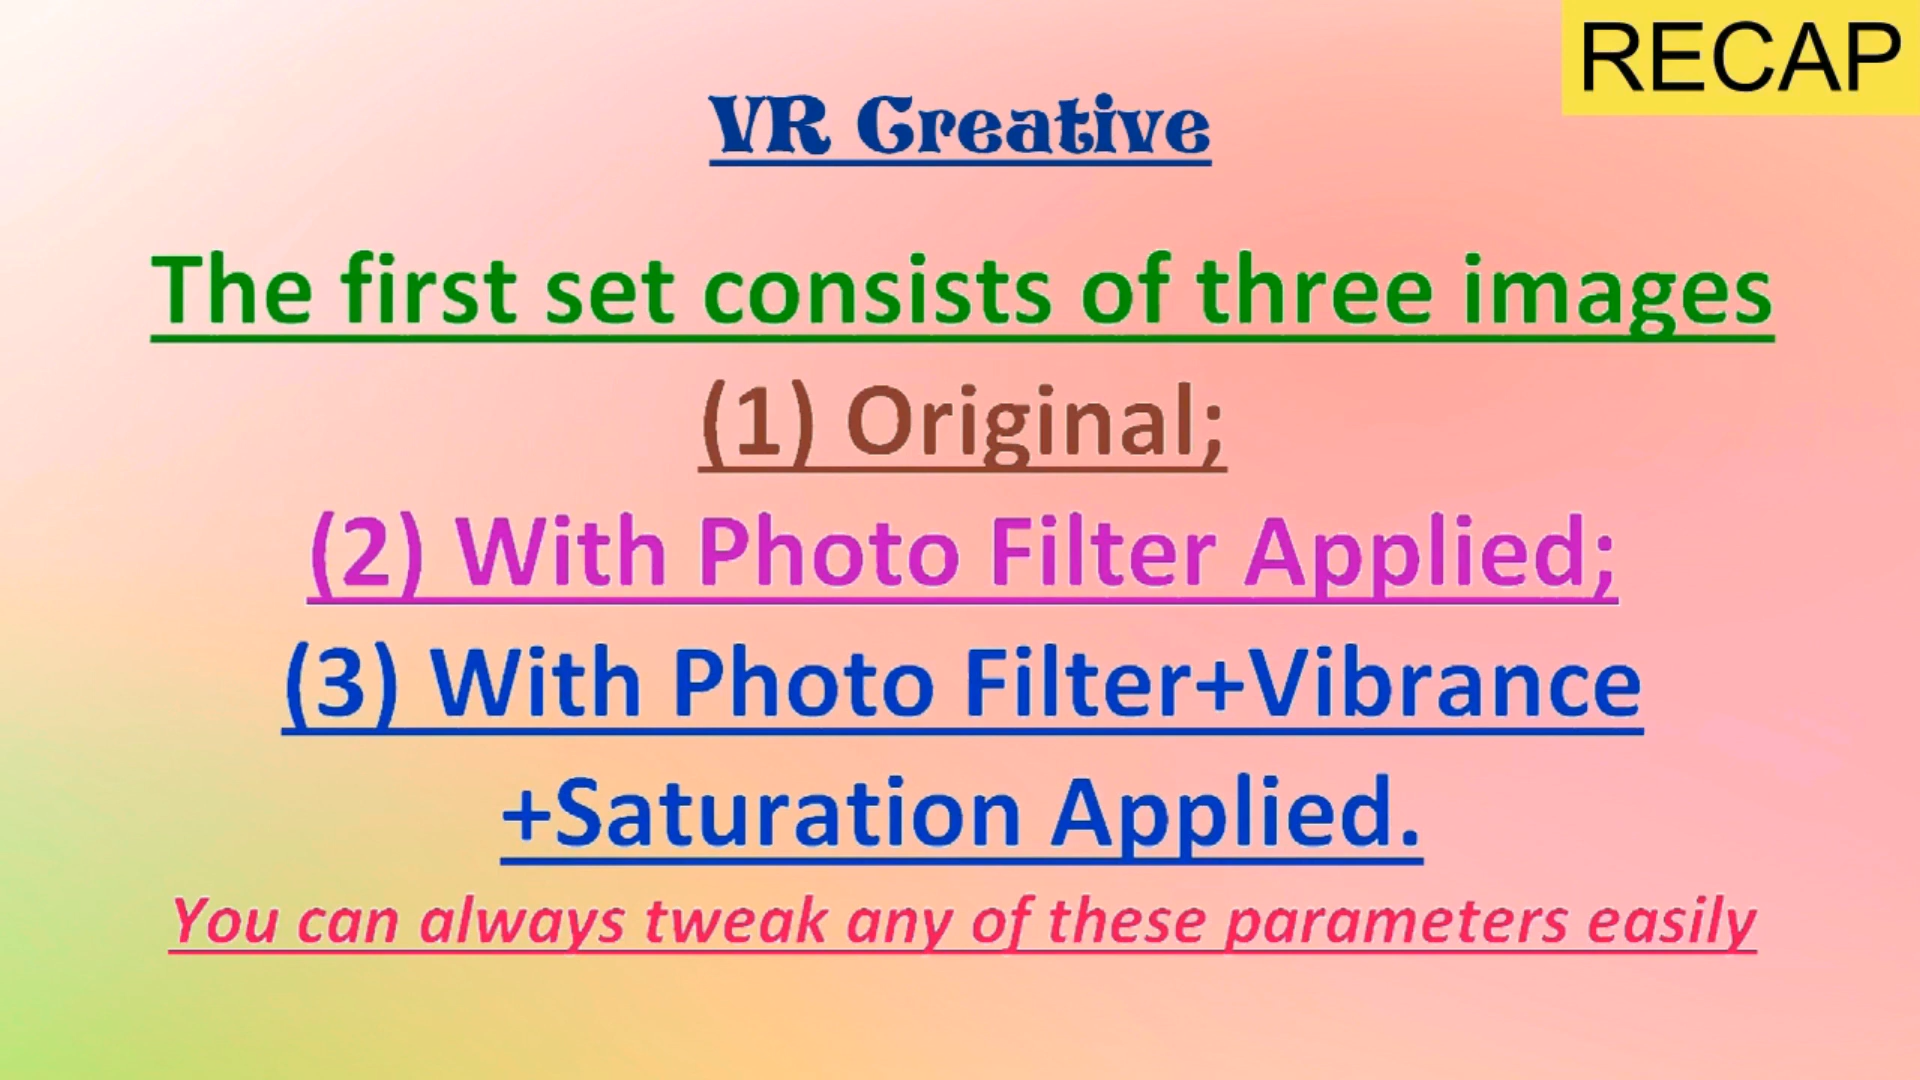 RECAP
VR Creative
The first set consists of three images
(1) Original;
(2) With Photo Filter Applied;
(3) With Photo Filter+Vibrance
+Saturation Applied.
You can always tweak any of these parameters easily